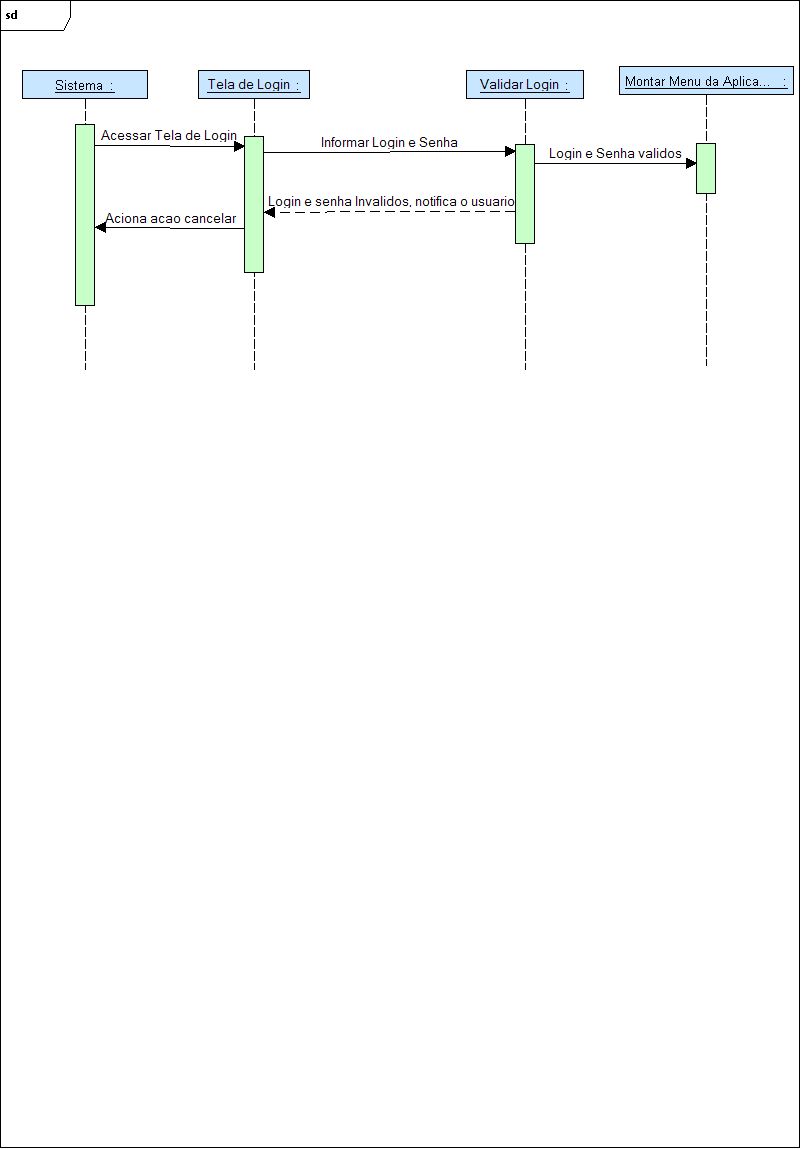 sd
Sistema :
Tela de Login :
Validar Login :
Montar Menu da Aplica... :
Acessar Tela de Login
Informar Login e Senha
Login e Senha validos
Login e senha Invalidos, notifica o usuario
Aciona acao cancelar